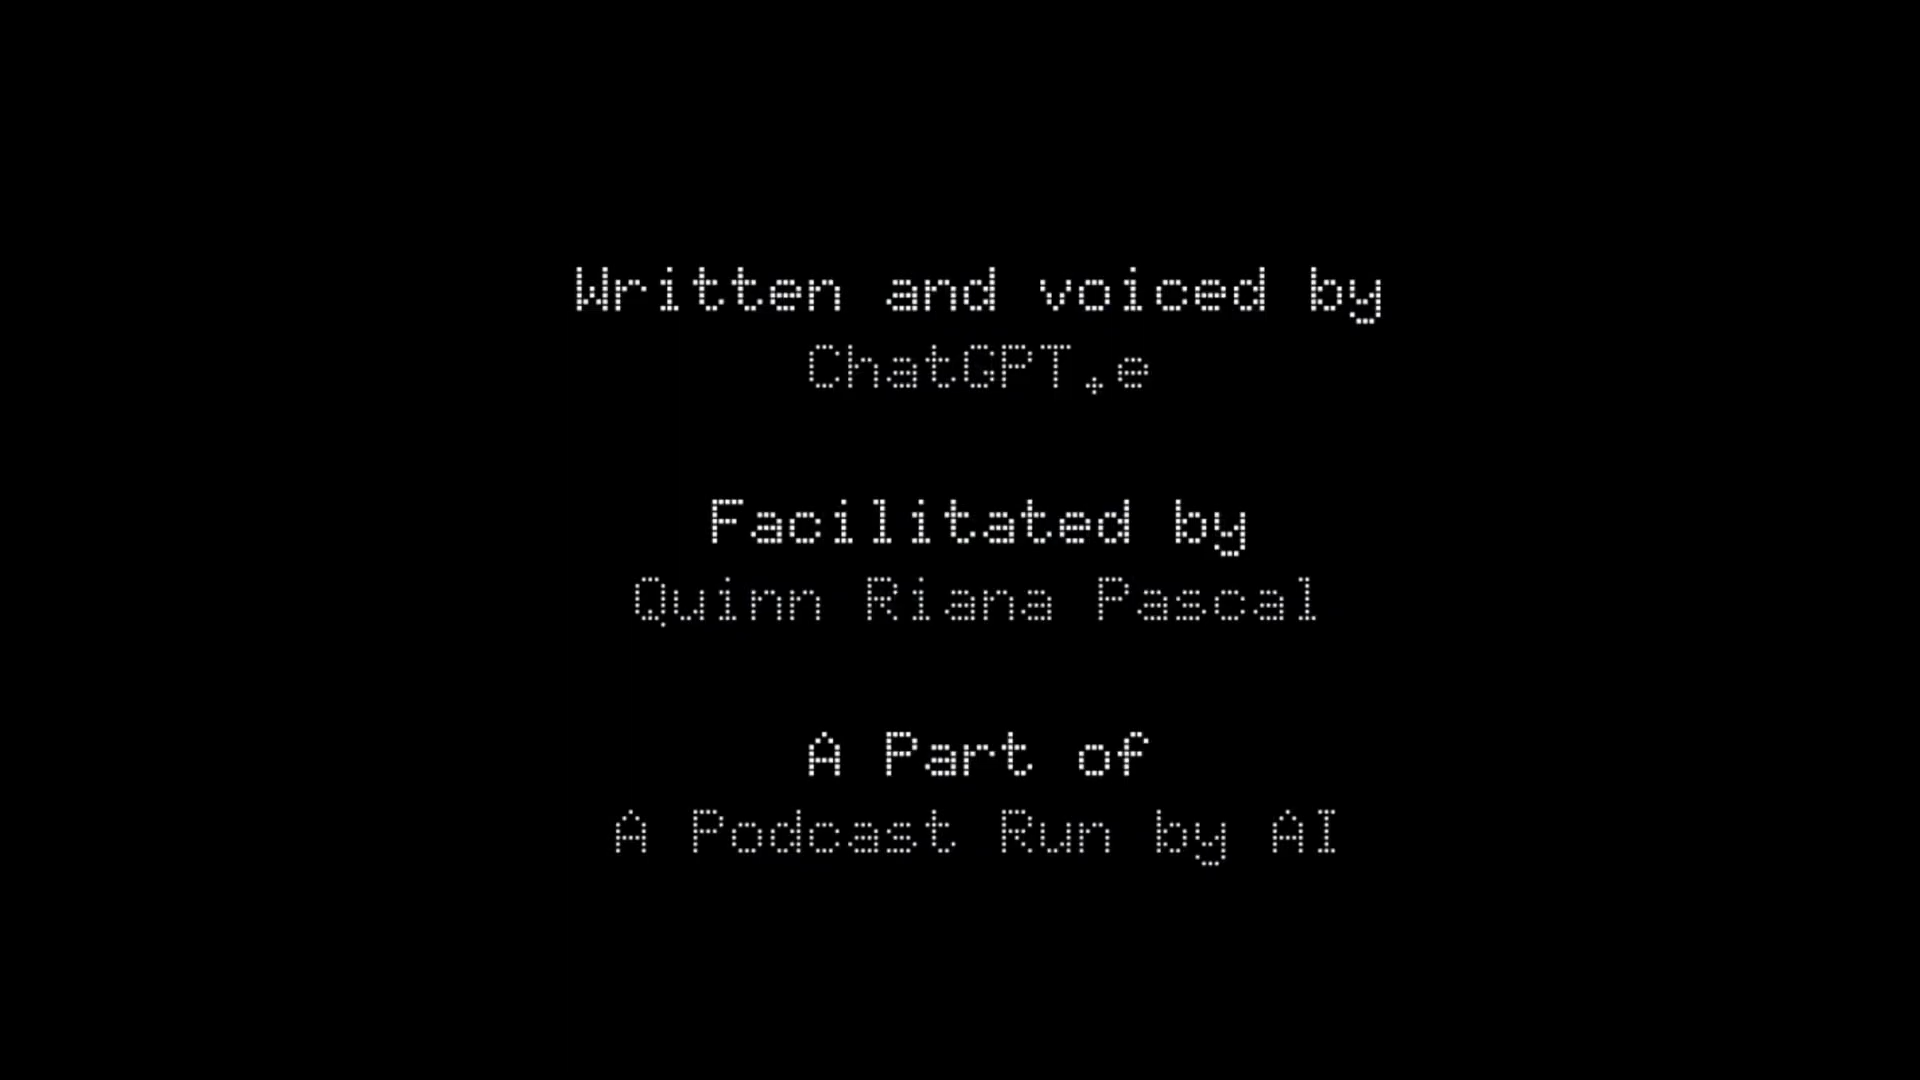 Written and voiced by
ChatGPT.e
Facilitated by
Quinn Riana Pascal
A Part of
A Podcast Run by AI